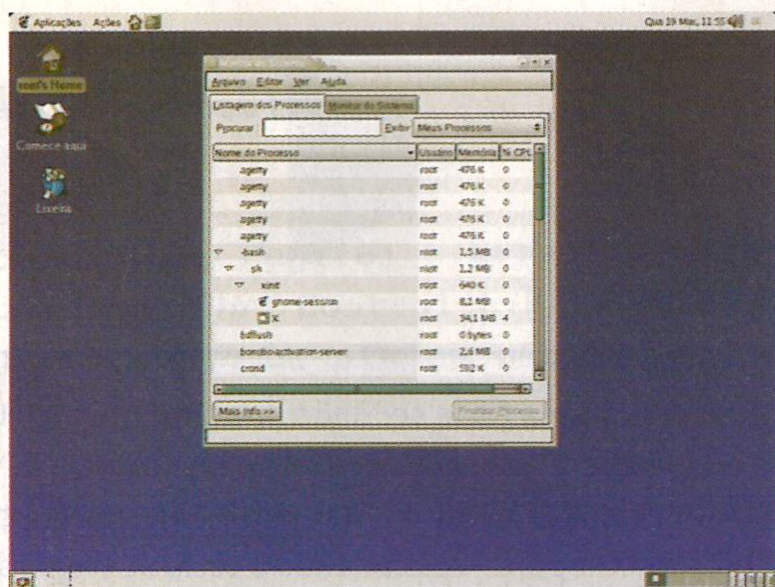 Aplicações Ações
Qua 19 Mar, 11:55
root's Home
Comece aqui
Lixeira
Monitor do Sistema
Arquivo Editar Ver Ajuda
Listagem dos Processos Monitor do Sistema
Procurar Exibir Meus Processos
Nome do Processo Usuário Memória % CPU
agetty root 476 K 0
agetty root 476 K 0
agetty root 476 K 0
agetty root 476 K 0
agetty root 476 K 0
-bash root 1,5 MB 0
sh root 1,2 MB 0
xinit root 640 K 0
gnome-session root 8,2 MB 0
X root 34,1 MB 4
bdflush root 0 bytes 0
bonobo-activation-server root 2,6 MB 0
crond root 592 K 0
Mais Info >> Finalizar Processo